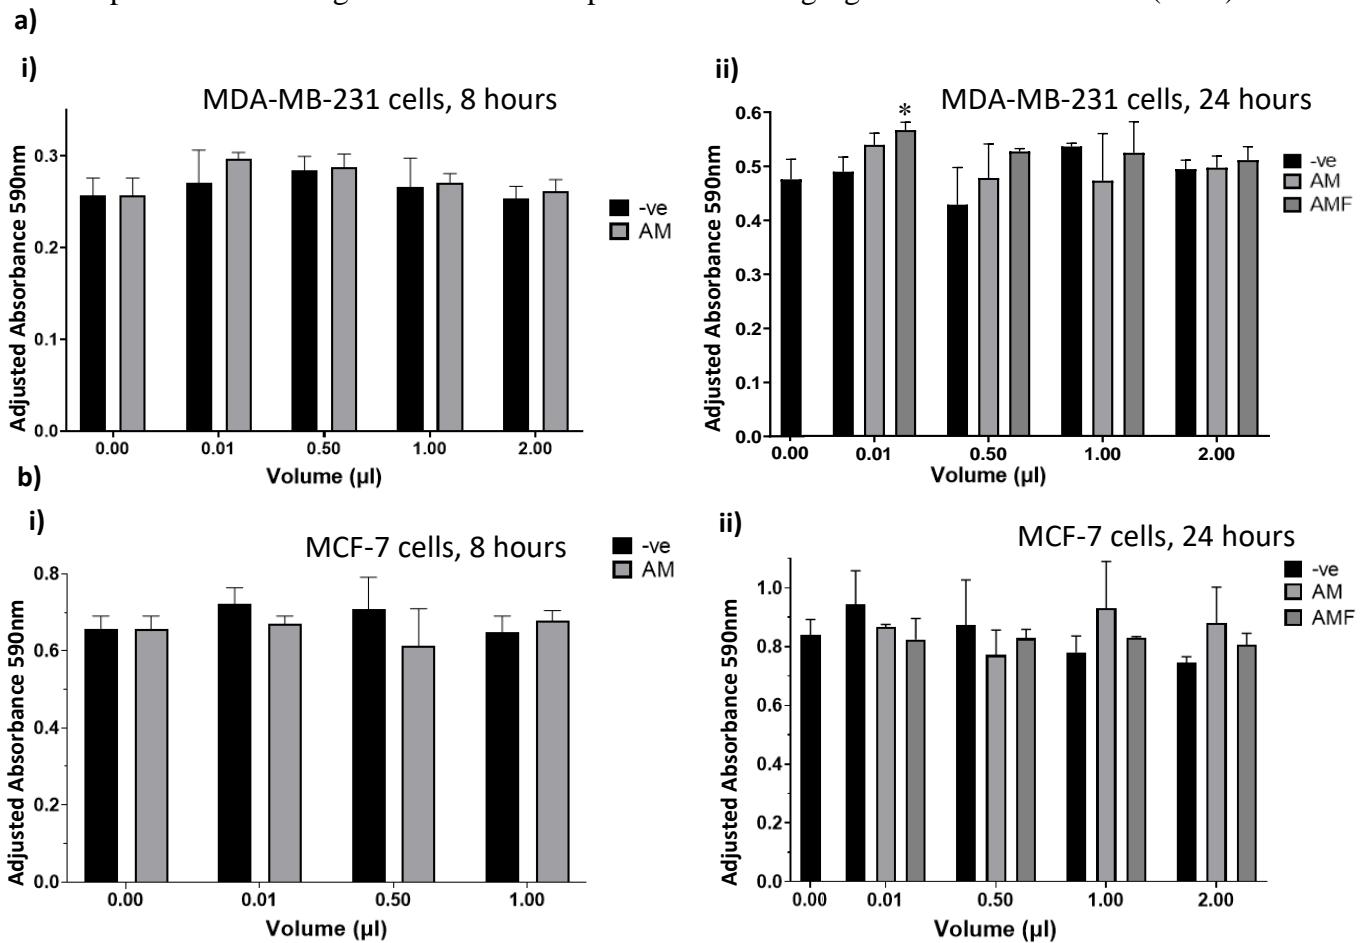 a)
i)
MDA-MB-231 cells, 8 hours
Adjusted Absorbance 590nm
0.3
0.2
0.1
0.0
0.00 0.01 0.50 1.00 2.00
Volume (µl)
-ve
AM
ii)
MDA-MB-231 cells, 24 hours
*
Adjusted Absorbance 590nm
0.6
0.5
0.4
0.3
0.2
0.1
0.0
0.00 0.01 0.50 1.00 2.00
Volume (µl)
-ve
AM
AMF
b)
i)
MCF-7 cells, 8 hours
-ve
AM
Adjusted Absorbance 590nm
0.8
0.6
0.4
0.2
0.0
0.00 0.01 0.50 1.00
Volume (µl)
ii)
MCF-7 cells, 24 hours
-ve
AM
AMF
Adjusted Absorbance 590nm
1.0
0.8
0.6
0.4
0.2
0.0
0.00 0.01 0.50 1.00 2.00
Volume (µl)